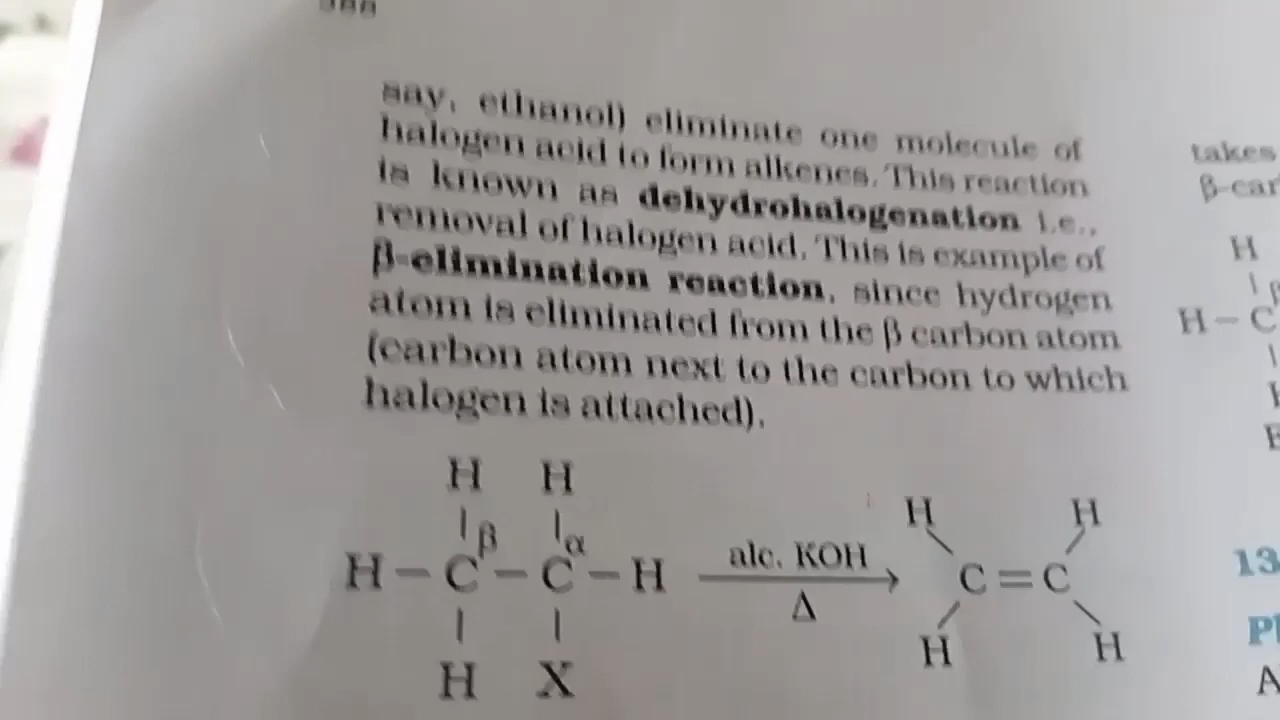 say, ethanol) eliminate one molecule of
halogen acid to form alkenes. This reaction
is known as dehydrohalogenation i.e.,
removal of halogen acid. This is example of
β-elimination reaction, since hydrogen
atom is eliminated from the β carbon atom
(carbon atom next to the carbon to which
halogen is attached).
H H
β α
H – C – C – H
H X
alc. KOH
Δ
H H
C = C
H H
takes
H
H – C
13
A